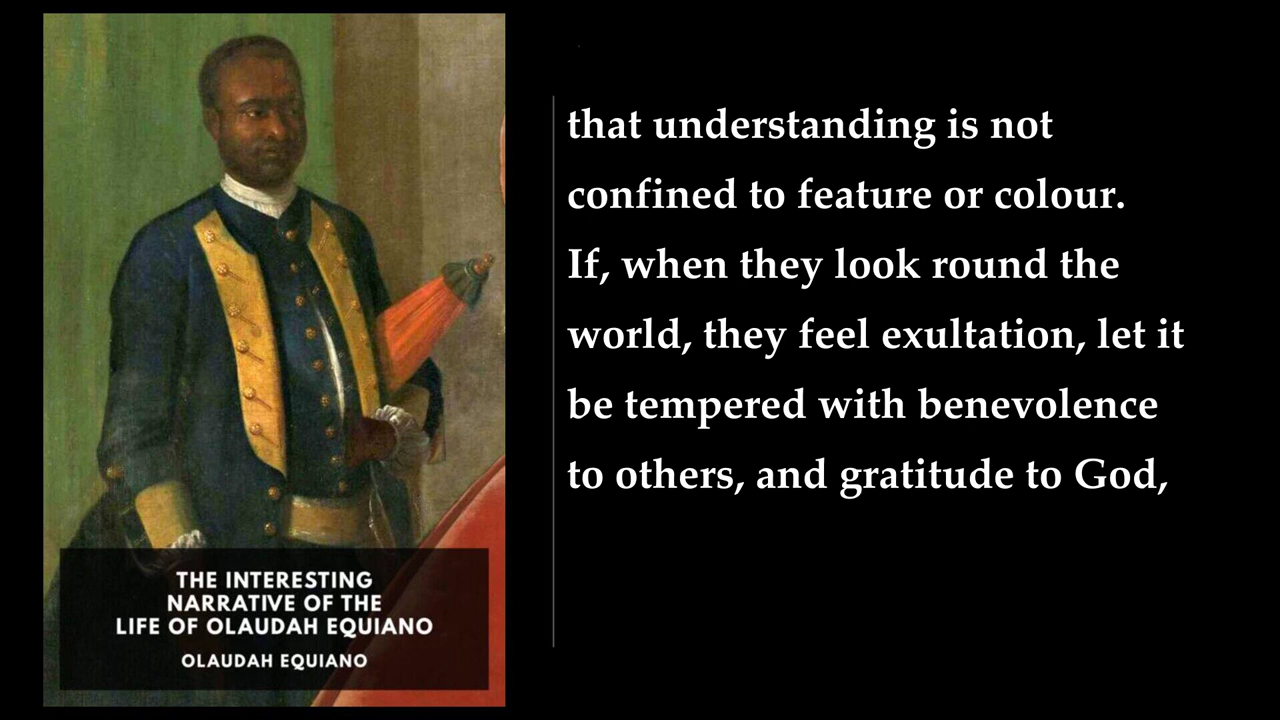 THE INTERESTING
NARRATIVE OF THE
LIFE OF OLAUDAH EQUIANO
OLAUDAH EQUIANO
that understanding is not
confined to feature or colour.
If, when they look round the
world, they feel exultation, let it
be tempered with benevolence
to others, and gratitude to God,